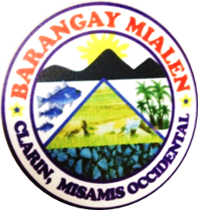 BARANGAY MIALEN
CLARIN, MISAMIS OCCIDENTAL